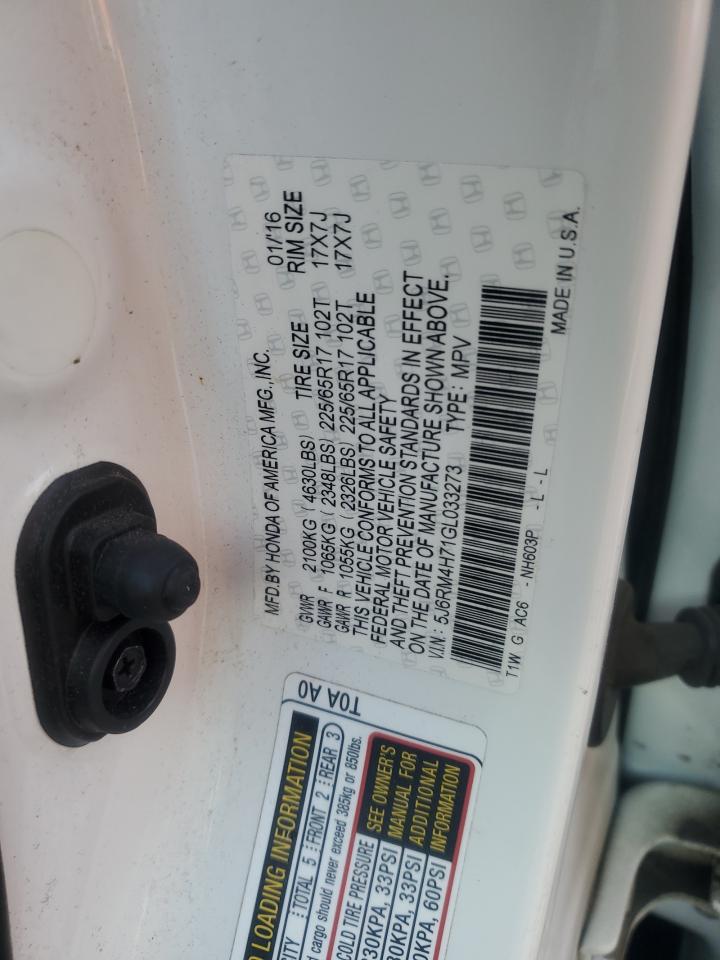 MFD.BY HONDA OF AMERICA MFG., INC. 01/16
GVWR 2100KG ( 4630LBS) TIRE SIZE RIM SIZE
GAWR F 1065KG ( 2348LBS) 225/65R17 102T 17X7J
GAWR R 1055KG ( 2326LBS) 225/65R17 102T 17X7J
THIS VEHICLE CONFORMS TO ALL APPLICABLE
FEDERAL MOTOR VEHICLE SAFETY
AND THEFT PREVENTION STANDARDS IN EFFECT
ON THE DATE OF MANUFACTURE SHOWN ABOVE.
V.I.N: 5J6RM4H71GL033273 TYPE: MPV
T1W G AC6 NH603P -L -L MADE IN U.S.A.
TOA A0
LOADING INFORMATION
TOTAL 5 FRONT 2 REAR 3
cargo should never exceed 385kg or 850lbs.
COLD TIRE PRESSURE SEE OWNER'S MANUAL FOR ADDITIONAL INFORMATION
30KPA, 33PSI
30KPA, 33PSI
0KPA, 60PSI